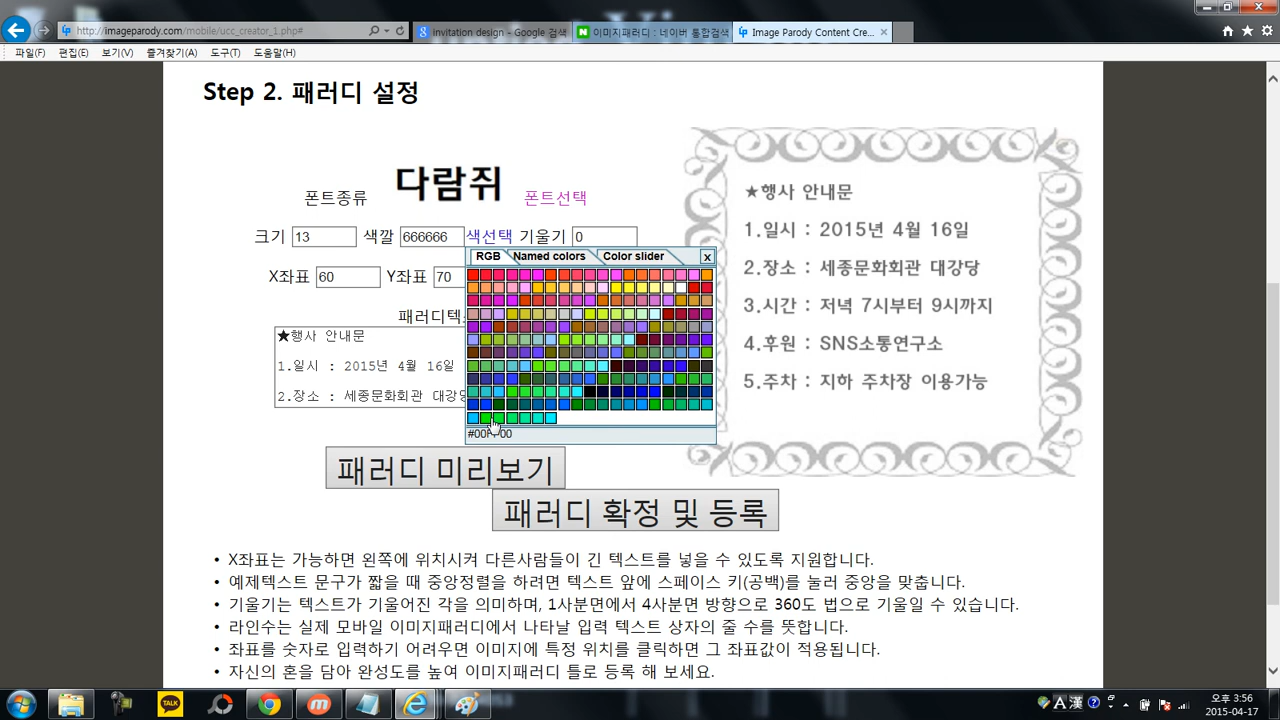 http://imageparody.com/mobile/ucc_creator_1.php#
invitation design - Google 검색
이미지패러디 : 네이버 통합검색
Image Parody Content Cre...
파일(F) 편집(E) 보기(V) 즐겨찾기(A) 도구(T) 도움말(H)
Step 2. 패러디 설정
폰트종류 다람쥐 폰트선택
크기 13 색깔 666666 색선택 기울기 0
X좌표 60 Y좌표 70
RGB Named colors Color slider x
패러디텍
★행사 안내문
1.일시 : 2015년 4월 16일
2.장소 : 세종문화회관 대강당
★행사 안내문
1.일시 : 2015년 4월 16일
2.장소 : 세종문화회관 대강당
3.시간 : 저녁 7시부터 9시까지
4.후원 : SNS소통연구소
5.주차 : 지하 주차장 이용가능
패러디 미리보기
패러디 확정 및 등록
• X좌표는 가능하면 왼쪽에 위치시켜 다른사람들이 긴 텍스트를 넣을 수 있도록 지원합니다.
• 예제텍스트 문구가 짧을 때 중앙정렬을 하려면 텍스트 앞에 스페이스 키(공백)를 눌러 중앙을 맞춥니다.
• 기울기는 텍스트가 기울어진 각을 의미하며, 1사분면에서 4사분면 방향으로 360도 법으로 기울일 수 있습니다.
• 라인수는 실제 모바일 이미지패러디에서 나타날 입력 텍스트 상자의 줄 수를 뜻합니다.
• 좌표를 숫자로 입력하기 어려우면 이미지에 특정 위치를 클릭하면 그 좌표값이 적용됩니다.
• 자신의 혼을 담아 완성도를 높여 이미지패러디 틀로 등록 해 보세요.
TALK
A 漢
오후 3:56
2015-04-17